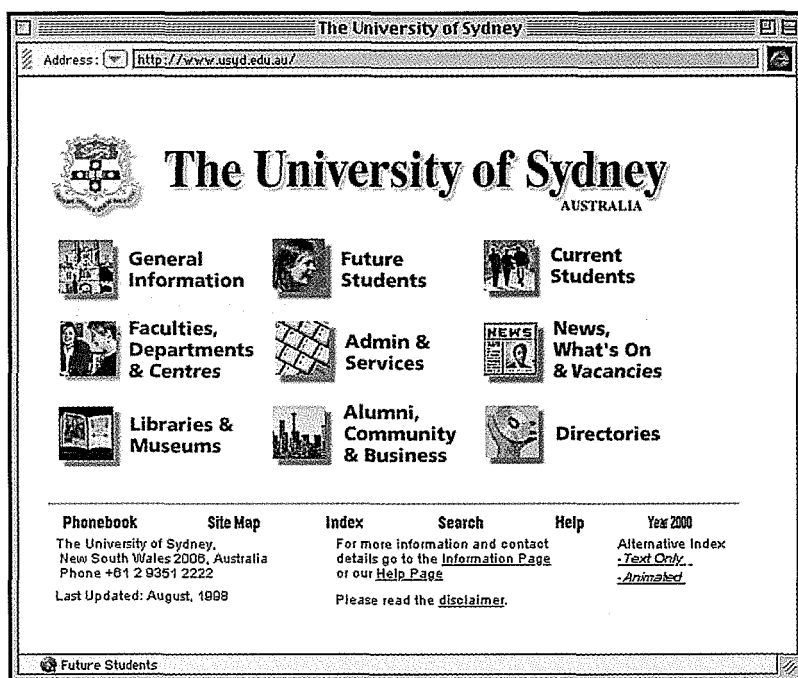 The University of Sydney
Address: http://www.usyd.edu.au/
The University of Sydney
AUSTRALIA
General
Information
Future
Students
Current
Students
Faculties,
Departments
& Centres
Admin &
Services
NEWS
News,
What's On
& Vacancies
Libraries &
Museums
Alumni,
Community
& Business
Directories
Phonebook Site Map Index Search Help Year 2000
The University of Sydney,
New South Wales 2006, Australia
Phone +61 2 9351 2222
Last Updated: August, 1998
For more information and contact
details go to the Information Page
or our Help Page
Please read the disclaimer.
Alternative Index
-Text Only
-Animated
Future Students